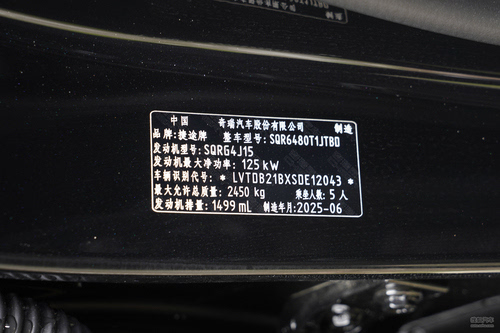 中国 奇瑞汽车股份有限公司 制造
品牌:捷途牌 整车型号:SQR6480T1JTBD
发动机型号:SQRG4J15
发动机最大净功率:125 kW
车辆识别代号: * LVTDB21BXSDE12043 *
最大允许总质量: 2450 kg 乘坐人数: 5 人
发动机排量: 1499 mL 制造年月:2025-06